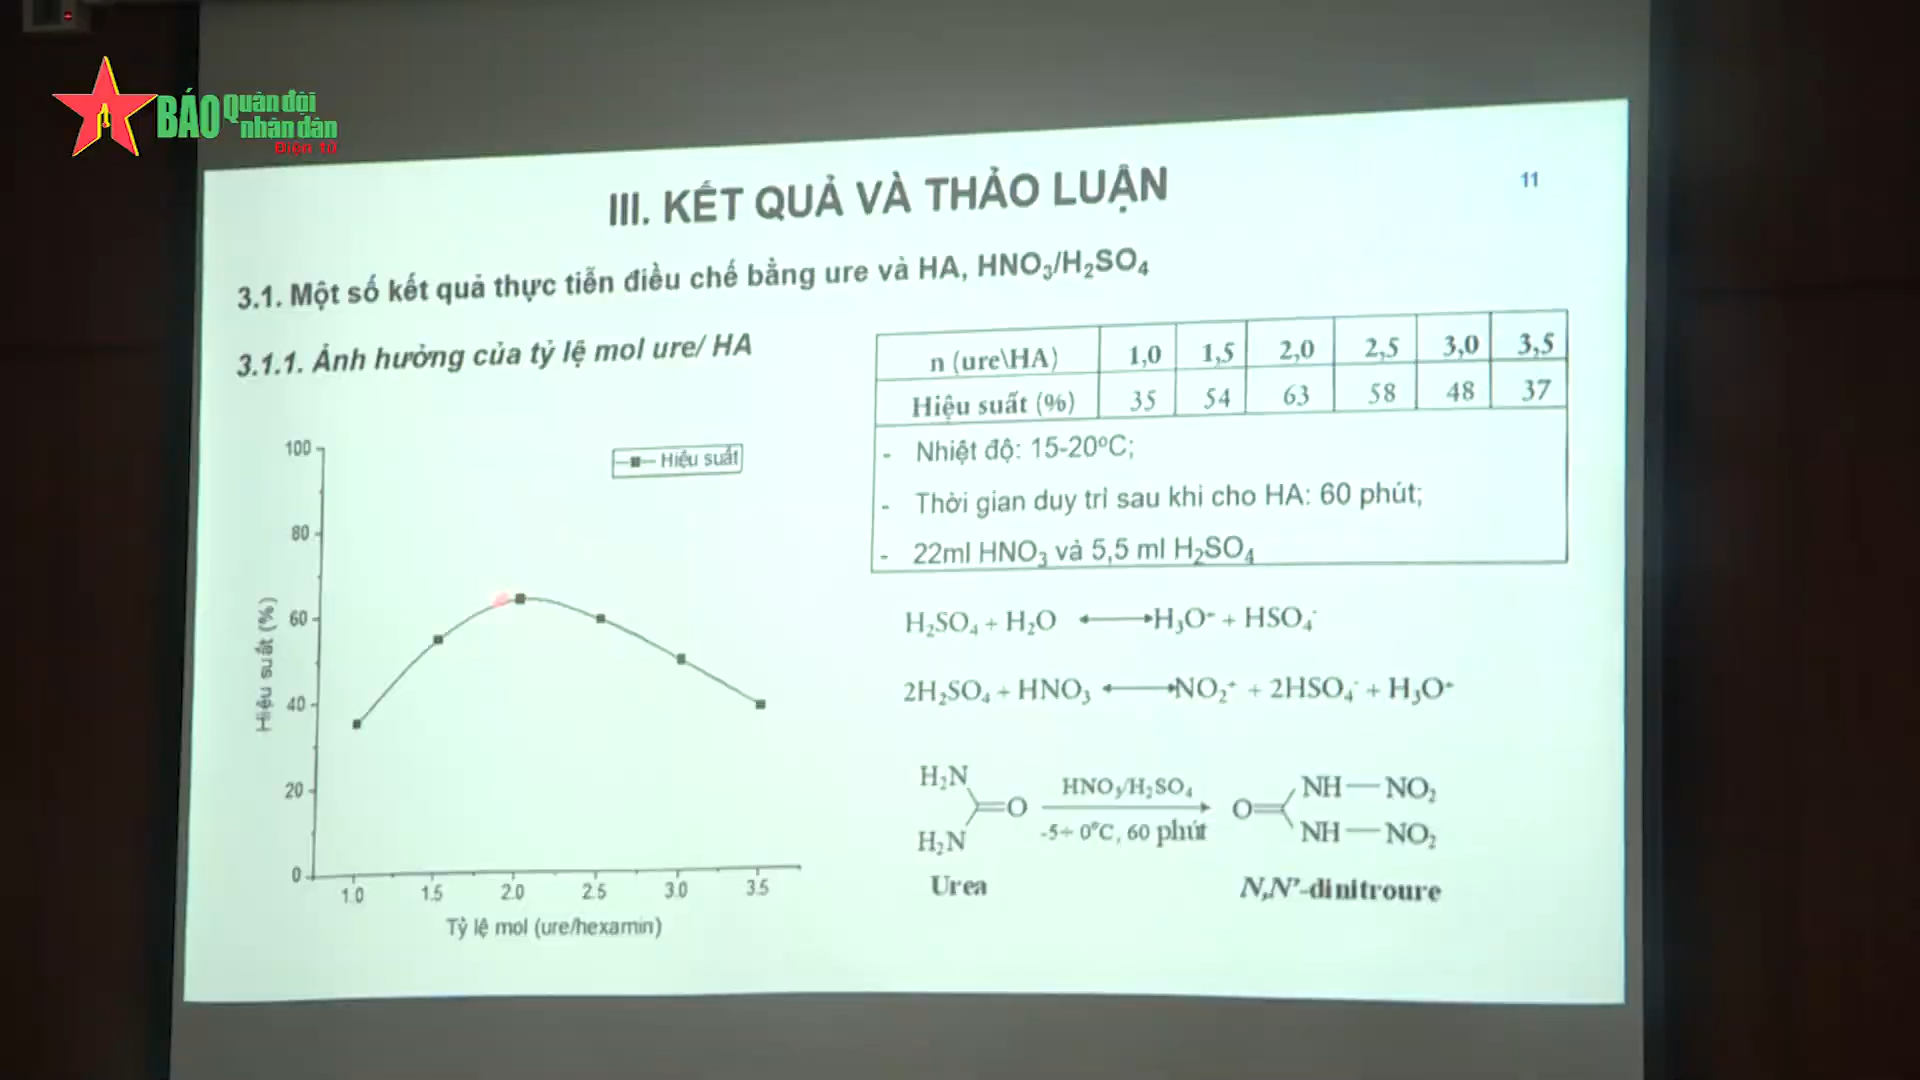 BÁO Quân đội
nhân dân
Điện tử
III. KẾT QUẢ VÀ THẢO LUẬN
11
3.1. Một số kết quả thực tiễn điều chế bằng ure và HA, HNO₃/H₂SO₄
3.1.1. Ảnh hưởng của tỷ lệ mol ure/ HA
n (ure\HA) 1,0 1,5 2,0 2,5 3,0 3,5
Hiệu suất (%) 35 54 63 58 48 37
- Nhiệt độ: 15-20ºC;
- Thời gian duy trì sau khi cho HA: 60 phút;
- 22ml HNO₃ và 5,5 ml H₂SO₄
Hiệu suất
100
80
60
40
20
0
Hiệu suất (%)
1.0 1.5 2.0 2.5 3.0 3.5
Tỷ lệ mol (ure/hexamin)
H₂SO₄ + H₂O ⟷ H₃O⁺ + HSO₄⁻
2H₂SO₄ + HNO₃ ⟷ NO₂⁺ + 2HSO₄⁻ + H₃O⁺
H₂N
H₂N
=O
HNO₃/H₂SO₄
-5÷ 0°C, 60 phút
O=
NH—NO₂
NH—NO₂
Urea
N,N'-dinitroure